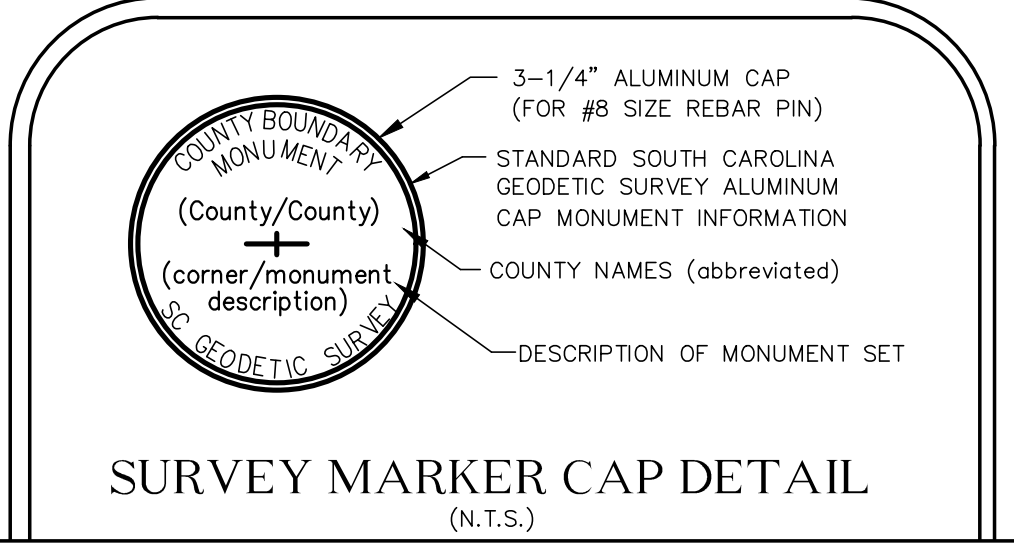 3-1/4" ALUMINUM CAP
(FOR #8 SIZE REBAR PIN)
STANDARD SOUTH CAROLINA
GEODETIC SURVEY ALUMINUM
CAP MONUMENT INFORMATION
COUNTY NAMES (abbreviated)
DESCRIPTION OF MONUMENT SET
COUNTY BOUNDARY
MONUMENT
(County/County)
(corner/monument
description)
SC GEODETIC SURVEY
SURVEY MARKER CAP DETAIL
(N.T.S.)